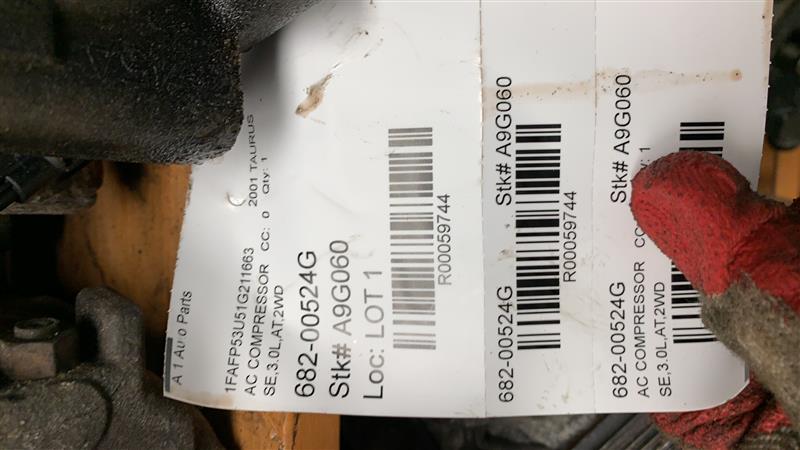 A 1 Auto Parts
1FAFP53U51G211663 2001 TAURUS
AC COMPRESSOR CC: 0 Qty: 1
SE,3.0L,AT,2WD
682-00524G
Stk# A9G060
Loc: LOT 1
R00059744
682-00524G Stk# A9G060
R00059744
682-00524G Stk# A9G060
AC COMPRESSOR CC 1
SE,3.0L,AT,2WD